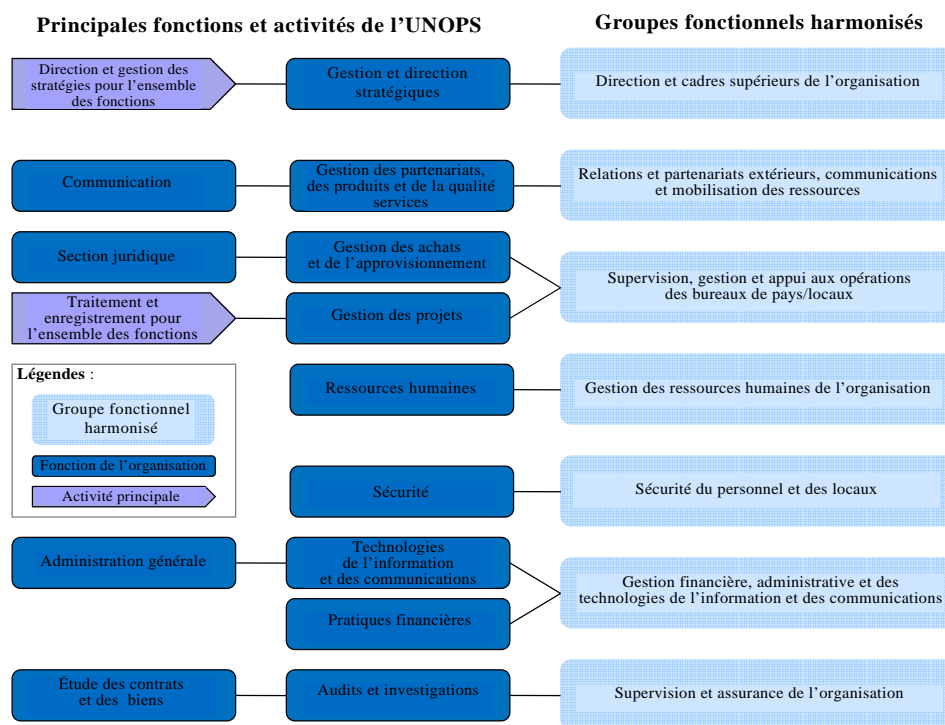 Principales fonctions et activités de l'UNOPS
Groupes fonctionnels harmonisés
Direction et gestion des
stratégies pour l'ensemble
des fonctions
Gestion et direction
stratégiques
Direction et cadres supérieurs de l'organisation
Communication
Gestion des partenariats,
des produits et de la qualité
services
Relations et partenariats extérieurs, communications
et mobilisation des ressources
Section juridique
Gestion des achats
et de l'approvisionnement
Supervision, gestion et appui aux opérations
des bureaux de pays/locaux
Traitement et
enregistrement pour
l'ensemble des fonctions
Gestion des projets
Légendes :
Groupe fonctionnel
harmonisé
Fonction de l'organisation
Activité principale
Ressources humaines
Gestion des ressources humaines de l'organisation
Sécurité
Sécurité du personnel et des locaux
Administration générale
Technologies
de l'information
et des communications
Gestion financière, administrative et des
technologies de l'information et des communications
Pratiques financières
Étude des contrats
et des biens
Audits et investigations
Supervision et assurance de l'organisation